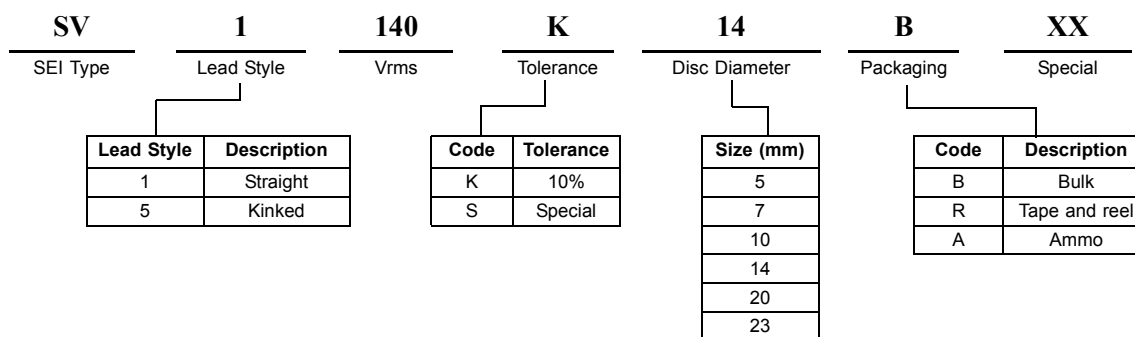 SV 1 140 K 14 B XX
SEI Type Lead Style Vrms Tolerance Disc Diameter Packaging Special
Lead Style Description
1 Straight
5 Kinked
Code Tolerance
K 10%
S Special
Size (mm)
5
7
10
14
20
23
Code Description
B Bulk
R Tape and reel
A Ammo